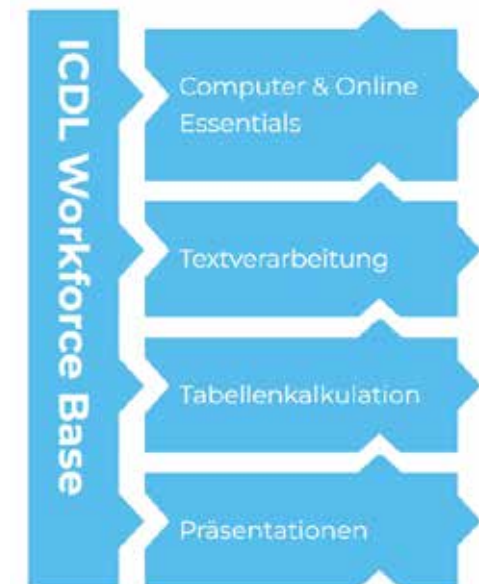 ICDL Workforce Base
Computer & Online
Essentials
Textverarbeitung
Tabellenkalkulation
Präsentationen